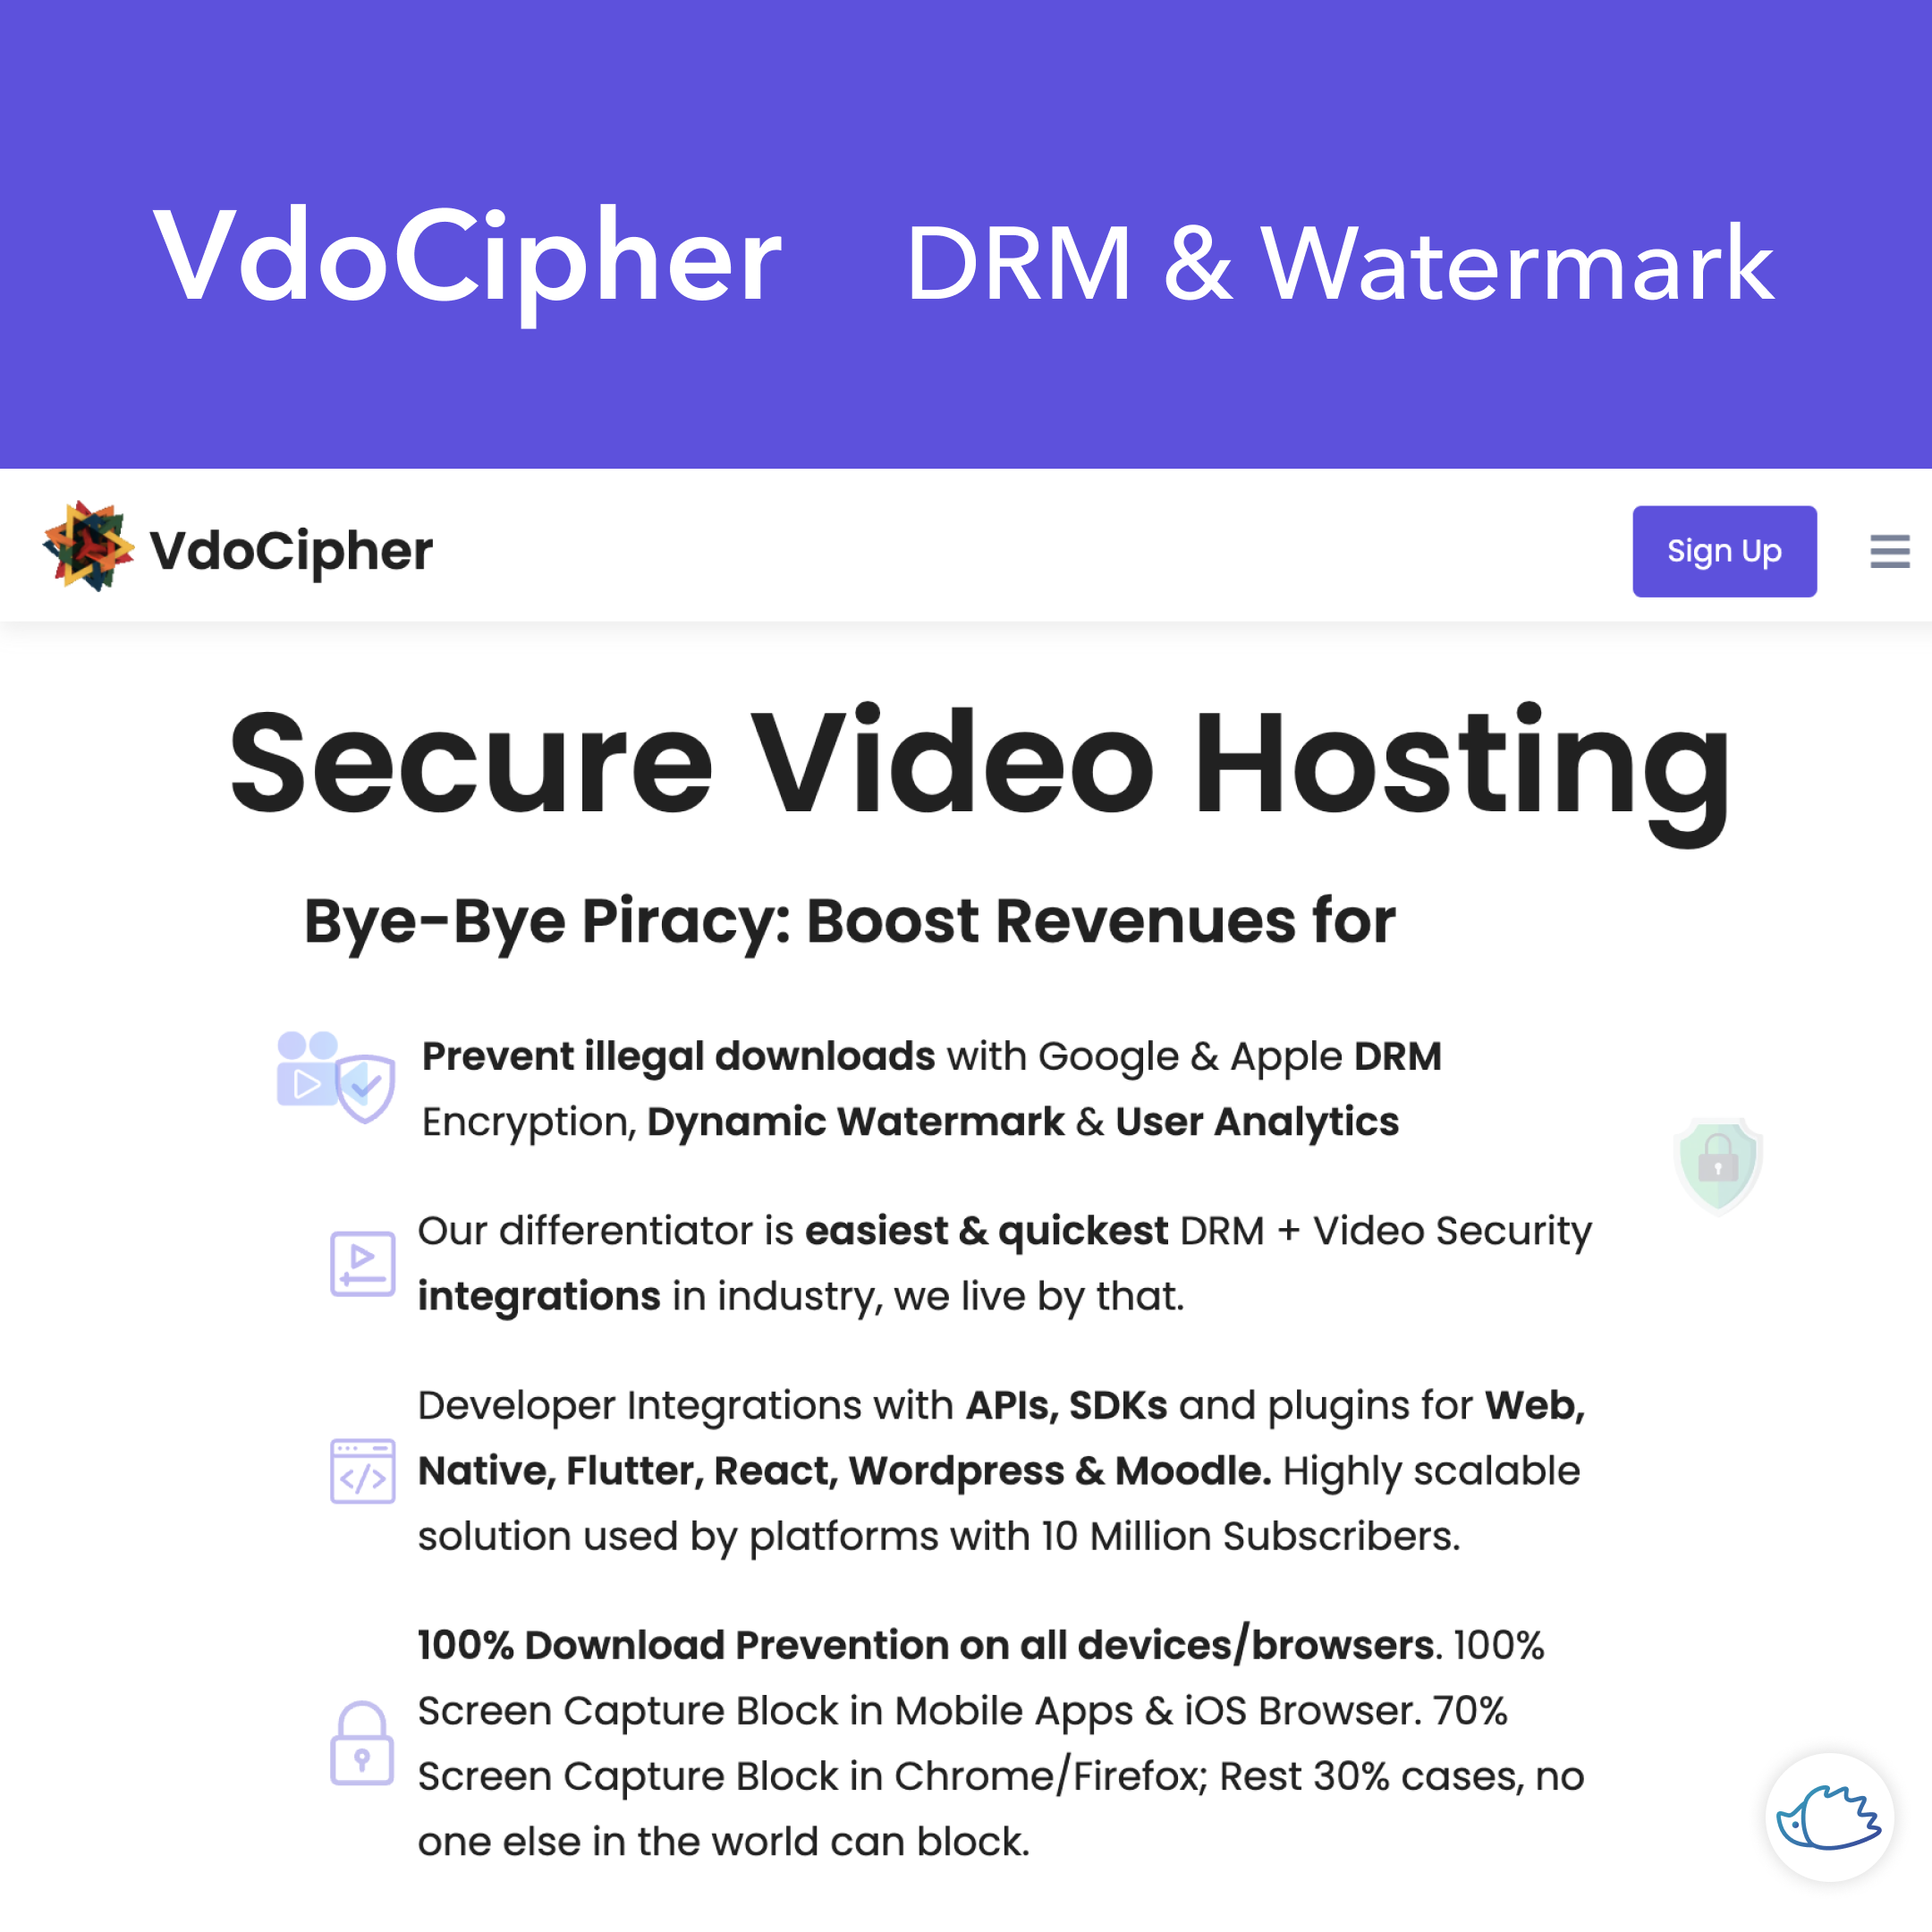 VdoCipher DRM & Watermark
VdoCipher
Sign Up
Secure Video Hosting
Bye-Bye Piracy: Boost Revenues for
Prevent illegal downloads with Google & Apple DRM
Encryption, Dynamic Watermark & User Analytics
Our differentiator is easiest & quickest DRM + Video Security
integrations in industry, we live by that.
Developer Integrations with APIs, SDKs and plugins for Web,
Native, Flutter, React, Wordpress & Moodle. Highly scalable
solution used by platforms with 10 Million Subscribers.
100% Download Prevention on all devices/browsers. 100%
Screen Capture Block in Mobile Apps & iOS Browser. 70%
Screen Capture Block in Chrome/Firefox; Rest 30% cases, no
one else in the world can block.